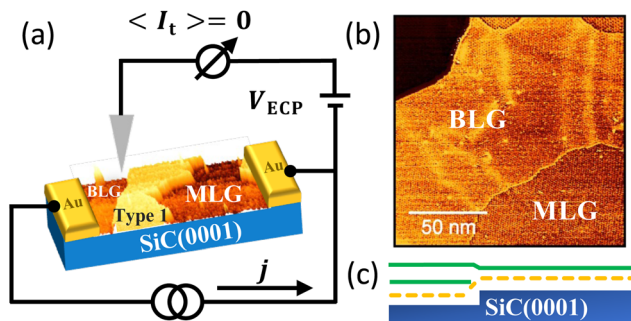 (a)
< I_t >= 0
V_ECP
Au
Au
BLG
MLG
Type 1
SiC(0001)
j
(b)
BLG
MLG
50 nm
(c)
SiC(0001)